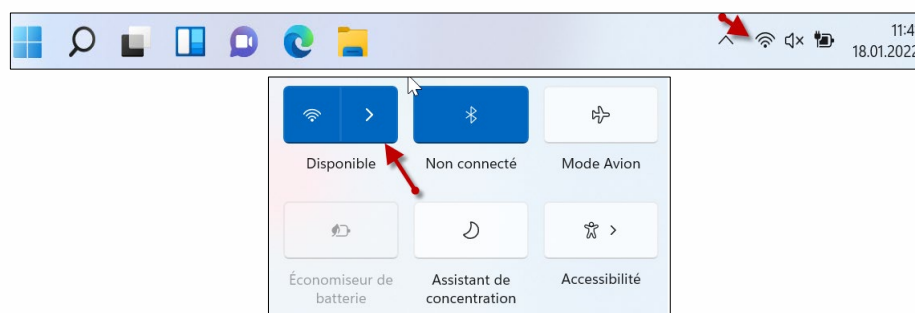 11:4
18.01.2022
Disponible
Non connecté
Mode Avion
Économiseur de
batterie
Assistant de
concentration
Accessibilité